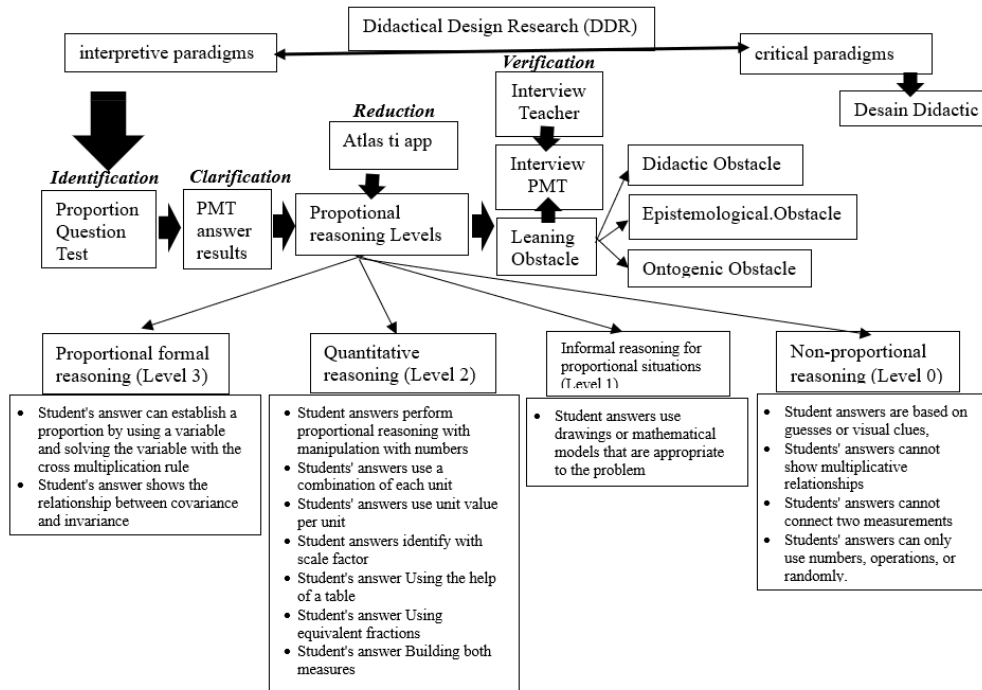 Didactical Design Research (DDR)
interpretive paradigms
critical paradigms
Desain Didactic
Verification
Interview
Teacher
Reduction
Atlas ti app
Interview
PMT
Identification
Proportion
Question
Test
Clarification
PMT
answer
results
Propotional
reasoning Levels
Leaning
Obstacle
Didactic Obstacle
Epistemological.Obstacle
Ontogenic Obstacle
Proportional formal
reasoning (Level 3)
• Student's answer can establish a
proportion by using a variable
and solving the variable with the
cross multiplication rule
• Student's answer shows the
relationship between covariance
and invariance
Quantitative
reasoning (Level 2)
• Student answers perform
proportional reasoning with
manipulation with numbers
• Students' answers use a
combination of each unit
• Students' answers use unit value
per unit
• Student answers identify with
scale factor
• Student's answer Using the help
of a table
• Student's answer Using
equivalent fractions
• Student's answer Building both
measures
Informal reasoning for
proportional situations
(Level 1)
• Student answers use
drawings or mathematical
models that are appropriate
to the problem
Non-proportional
reasoning (Level 0)
• Student answers are based on
guesses or visual clues,
• Students' answers cannot
show multiplicative
relationships
• Students' answers cannot
connect two measurements
• Students' answers can only
use numbers, operations, or
randomly.